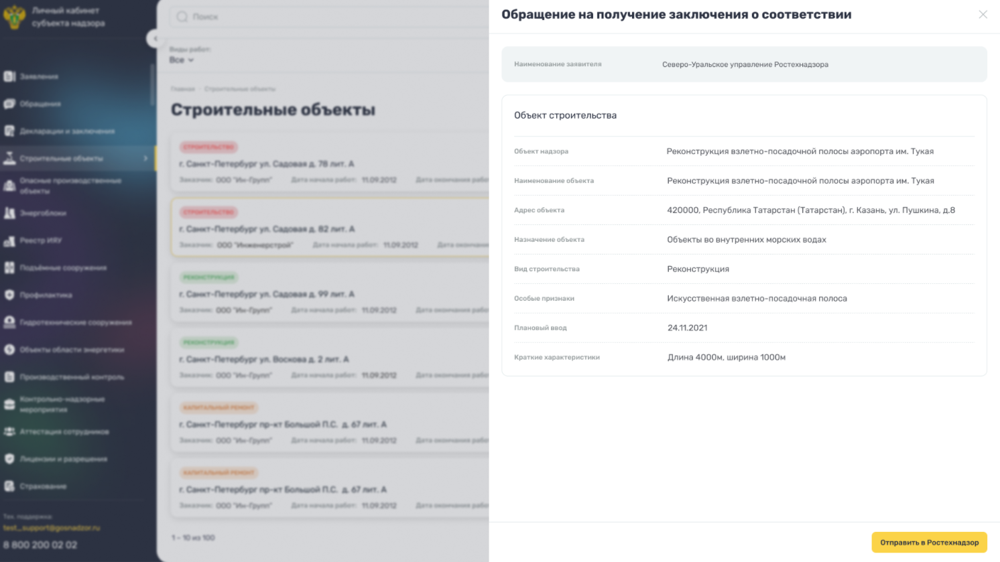 Личный кабинет
субъекта надзора
Заявления
Обращения
Декларации и заключения
Строительные объекты
Опасные производственные
объекты
Энергоблоки
Реестр ИЯУ
Подъёмные сооружения
Профилактика
Гидротехнические сооружения
Объекты области энергетики
Производственный контроль
Контрольно-надзорные
мероприятия
Аттестация сотрудников
Лицензии и разрешения
Страхование
Тех. поддержка:
test_support@gosnadzor.ru
8 800 200 02 02
Поиск
Виды работ:
Все
Главная · Строительные объекты
Строительные объекты
СТРОИТЕЛЬСТВО
г. Санкт-Петербург ул. Садовая д. 78 лит. А
Заказчик: ООО "Ин-Групп" Дата начала работ: 11.09.2012 Дата окончания рабо
СТРОИТЕЛЬСТВО
г. Санкт-Петербург ул. Садовая д. 82 лит. А
Заказчик: ООО "Инженерстрой" Дата начала работ: 11.09.2012 Дата окончани
РЕКОНСТРУКЦИЯ
г. Санкт-Петербург ул. Садовая д. 99 лит. А
Заказчик: ООО "Ин-Групп" Дата начала работ: 11.09.2012 Дата окончания рабо
РЕКОНСТРУКЦИЯ
г. Санкт-Петербург ул. Воскова д. 2 лит. А
Заказчик: ООО "Ин-Групп" Дата начала работ: 11.09.2012 Дата окончания рабо
КАПИТАЛЬНЫЙ РЕМОНТ
г. Санкт-Петербург пр-кт Большой П.С. д. 67 лит. А
Заказчик: ООО "Ин-Групп" Дата начала работ: 11.09.2012 Дата окончания рабо
КАПИТАЛЬНЫЙ РЕМОНТ
г. Санкт-Петербург пр-кт Большой П.С. д. 67 лит. А
Заказчик: ООО "Ин-Групп" Дата начала работ: 11.09.2012 Дата окончания рабо
1 - 10 из 100
Обращение на получение заключения о соответствии
Наименование заявителя Северо-Уральское управление Ростехнадзора
Объект строительства
Объект надзора Реконструкция взлетно-посадочной полосы аэропорта им. Тукая
Наименование объекта Реконструкция взлетно-посадочной полосы аэропорта им. Тукая
Адрес объекта 420000, Республика Татарстан (Татарстан), г. Казань, ул. Пушкина, д.8
Назначение объекта Объекты во внутренних морских водах
Вид строительства Реконструкция
Особые признаки Искусственная взлетно-посадочная полоса
Плановый ввод 24.11.2021
Краткие характеристики Длина 4000м, ширина 1000м
Отправить в Ростехнадзор